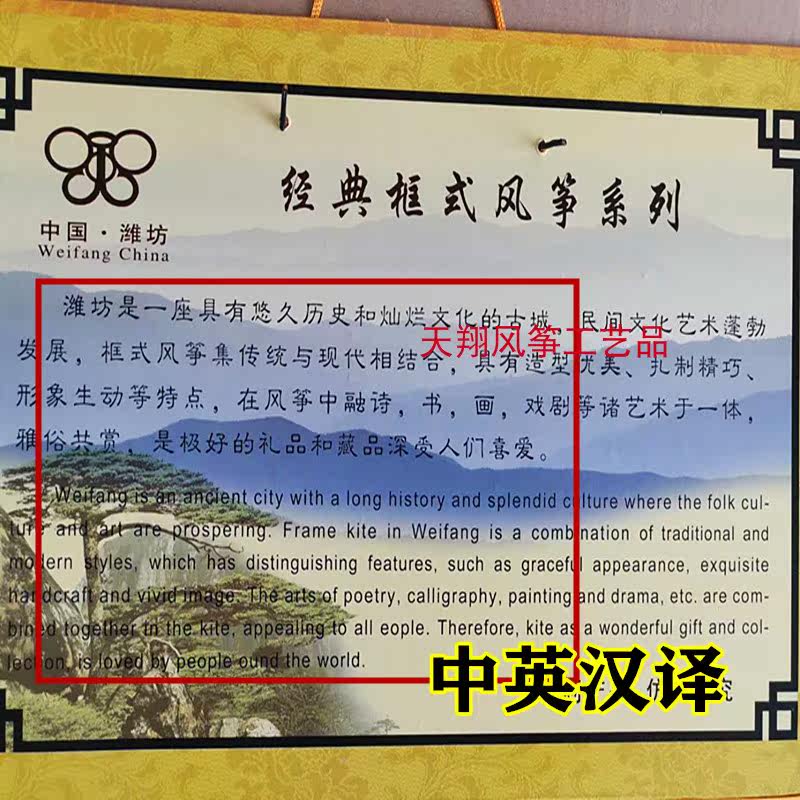 经典框式风筝系列
中国·潍坊
Weifang China
潍坊是一座具有悠久历史和灿烂文化的古城。民间文化艺术蓬勃
天翔风筝工艺品
发展，框式风筝集传统与现代相结合，具有造型优美、扎制精巧、
形象生动等特点，在风筝中融诗，书，画，戏剧等诸艺术于一体，
雅俗共赏，是极好的礼品和藏品深受人们喜爱。
Weifang is an ancient city with a long history and splendid culture where the folk cul-
ture and art are prospering. Frame kite in Weifang is a combination of traditional and
modern styles, which has distinguishing features, such as graceful appearance, exquisite
handcraft and vivid image. The arts of poetry, calligraphy, painting and drama, etc. are com-
bined together in the kite, appealing to all eople. Therefore, kite as a wonderful gift and col-
lection, is loved by people ound the world.
中英汉译